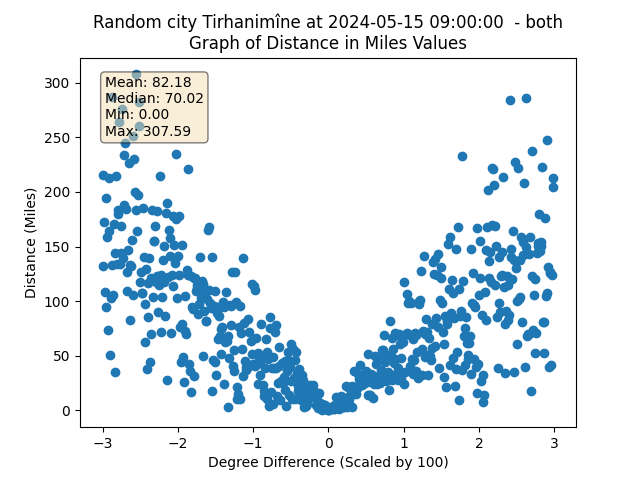 Random city Tirhanimîne at 2024-05-15 09:00:00  - both
Graph of Distance in Miles Values
Mean: 82.18
Median: 70.02
Min: 0.00
Max: 307.59
300
250
200
150
100
50
0
Distance (Miles)
−3 −2 −1 0 1 2 3
Degree Difference (Scaled by 100)